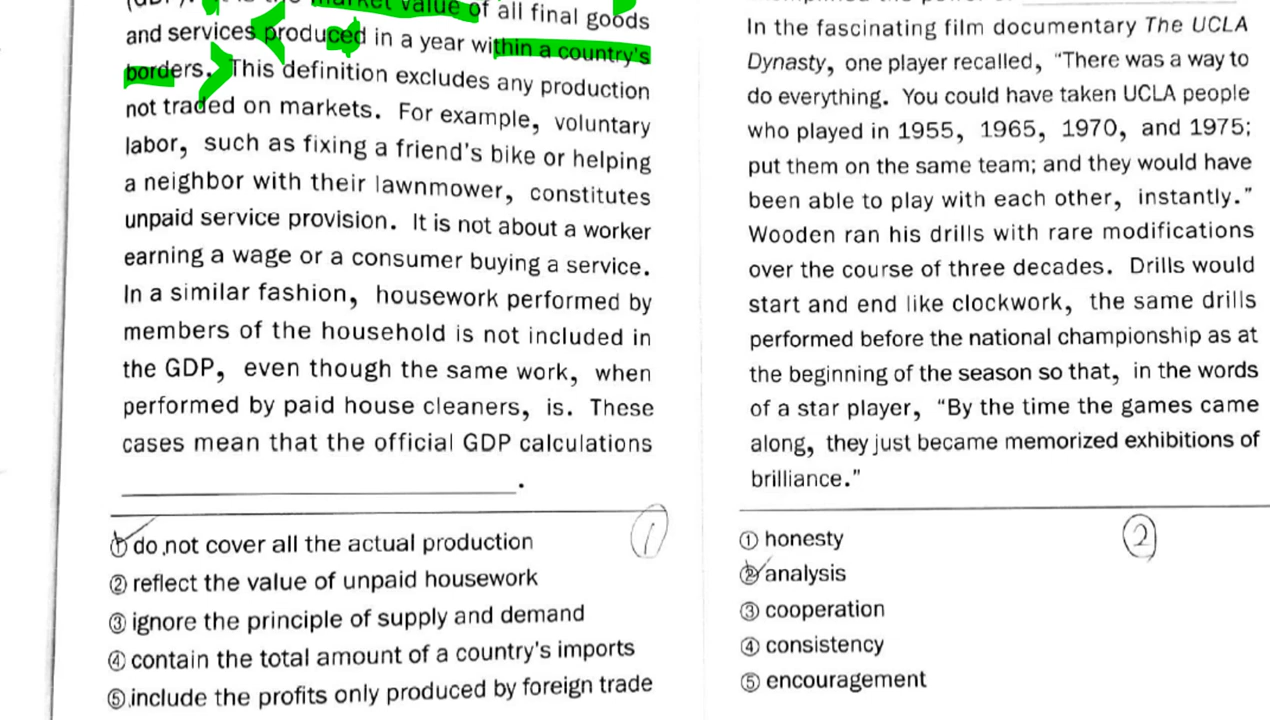 (GDP). It is the market value of all final goods
and services produced in a year within a country's
borders. This definition excludes any production
not traded on markets. For example, voluntary
labor, such as fixing a friend's bike or helping
a neighbor with their lawnmower, constitutes
unpaid service provision. It is not about a worker
earning a wage or a consumer buying a service.
In a similar fashion, housework performed by
members of the household is not included in
the GDP, even though the same work, when
performed by paid house cleaners, is. These
cases mean that the official GDP calculations
.
① do not cover all the actual production
② reflect the value of unpaid housework
③ ignore the principle of supply and demand
④ contain the total amount of a country's imports
⑤ include the profits only produced by foreign trade
①
In the fascinating film documentary The UCLA
Dynasty, one player recalled, "There was a way to
do everything. You could have taken UCLA people
who played in 1955, 1965, 1970, and 1975;
put them on the same team; and they would have
been able to play with each other, instantly."
Wooden ran his drills with rare modifications
over the course of three decades. Drills would
start and end like clockwork, the same drills
performed before the national championship as at
the beginning of the season so that, in the words
of a star player, "By the time the games came
along, they just became memorized exhibitions of
brilliance."
① honesty
② analysis
③ cooperation
④ consistency
⑤ encouragement
②